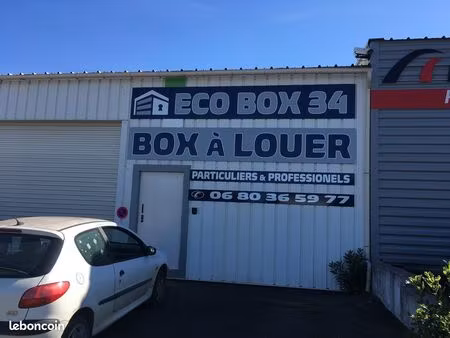 ECO BOX 34
BOX à LOUER
PARTICULIERS & PROFESSIONELS
06 80 36 59 77
leboncoin